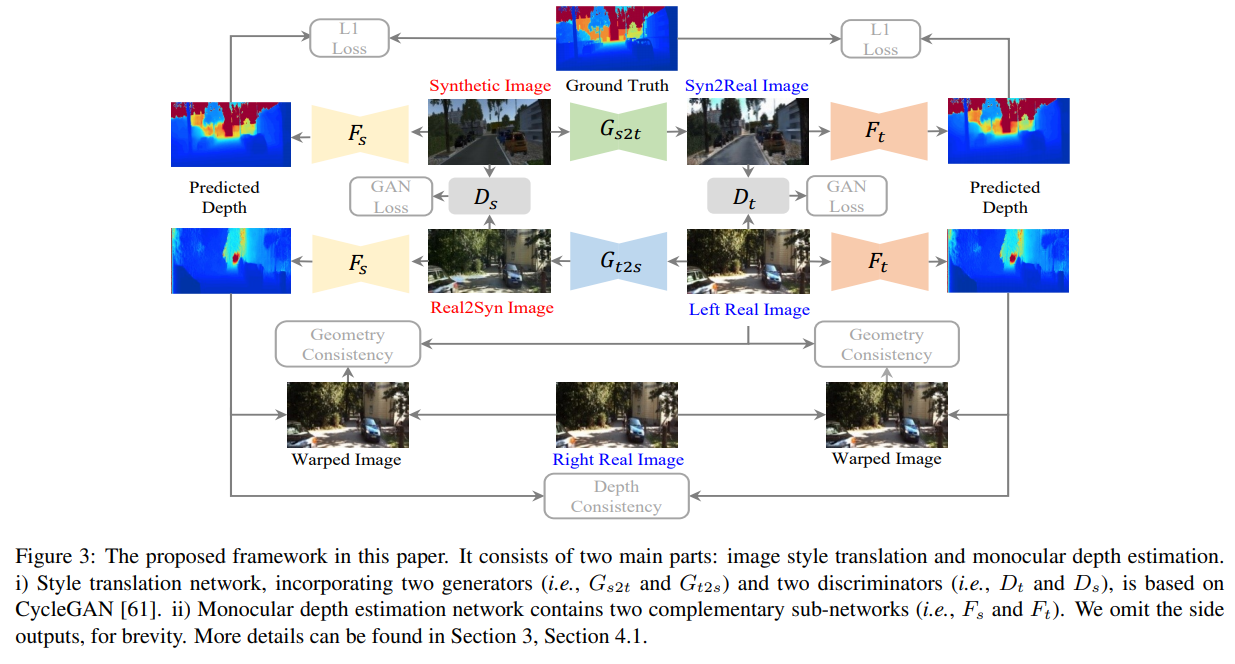 L1
Loss
L1
Loss
Synthetic Image
Ground Truth
Syn2Real Image
F_s
G_{s2t}
F_t
Predicted
Depth
GAN
Loss
D_s
D_t
GAN
Loss
Predicted
Depth
F_s
G_{t2s}
F_t
Real2Syn Image
Left Real Image
Geometry
Consistency
Geometry
Consistency
Warped Image
Right Real Image
Warped Image
Depth
Consistency
Figure 3: The proposed framework in this paper. It consists of two main parts: image style translation and monocular depth estimation.
i) Style translation network, incorporating two generators (i.e., G_{s2t} and G_{t2s}) and two discriminators (i.e., D_t and D_s), is based on
CycleGAN [61]. ii) Monocular depth estimation network contains two complementary sub-networks (i.e., F_s and F_t). We omit the side
outputs, for brevity. More details can be found in Section 3, Section 4.1.